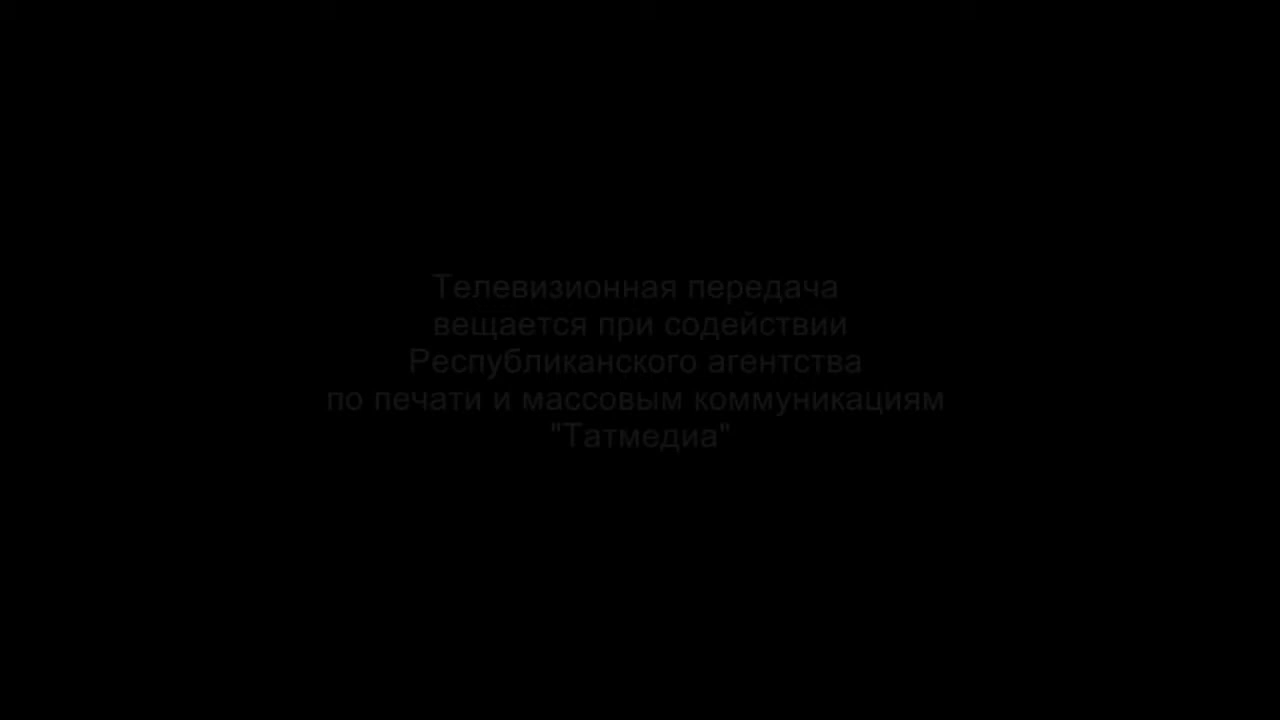 Телевизионная передача
вещается при содействии
Республиканского агентства
по печати и массовым коммуникациям
"Татмедиа"